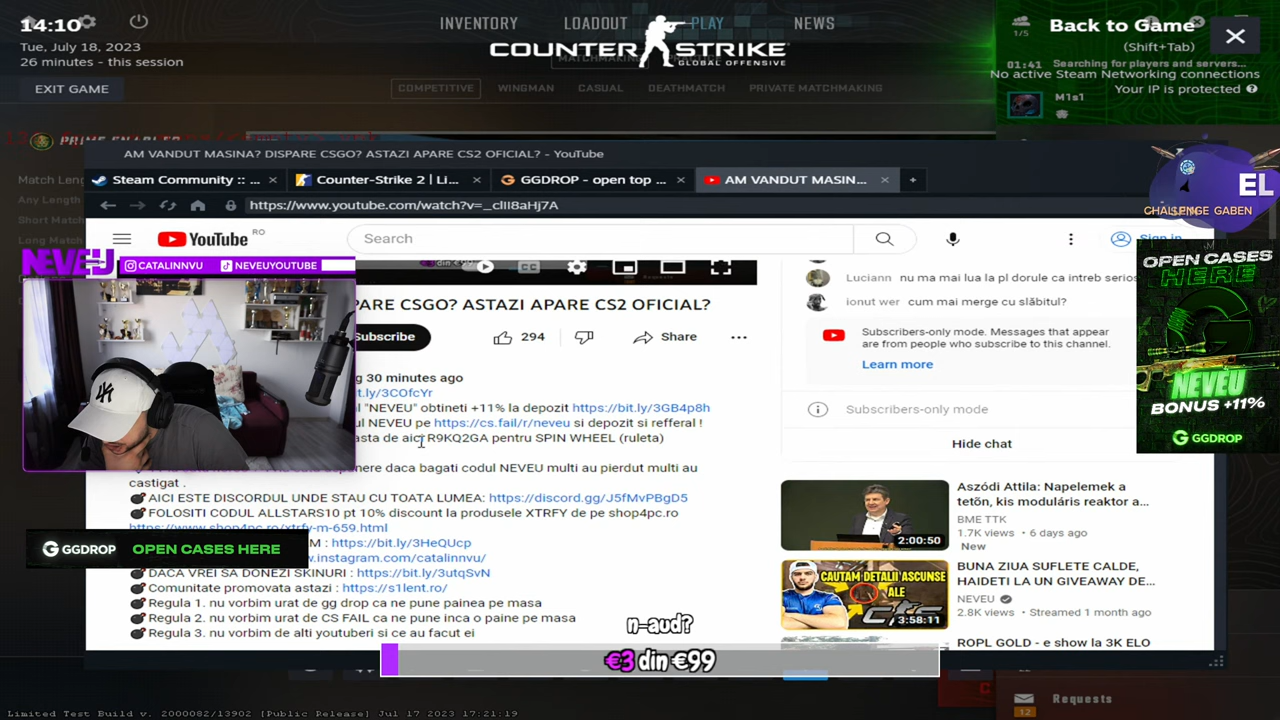 14:10
Tue, July 18, 2023
26 minutes - this session
EXIT GAME
INVENTORY
LOADOUT
PLAY
NEWS
COUNTER STRIKE
GLOBAL OFFENSIVE
COMPETITIVE
WINGMAN
CASUAL
DEATHMATCH
PRIVATE MATCHMAKING
1/5
Back to Game
(Shift+Tab)
01:41
Searching for players and servers...
No active Steam Networking connections
Your IP is protected
M1s1
PRIME ENABLED
AM VANDUT MASINA? DISPARE CSGO? ASTAZI APARE CS2 OFICIAL? - YouTube
Steam Community :: ...
Counter-Strike 2 | Li...
GGDROP - open top ...
AM VANDUT MASIN...
https://www.youtube.com/watch?v=_clIl8aHj7A
Match Len
Any Length
Short Match
Long Match
YouTube
RO
Search
Sign in
EL
CHALLENGE GABEN
NEVEU
CATALINNVU
NEVEUYOUTUBE
PARE CSGO? ASTAZI APARE CS2 OFICIAL?
Subscribe
294
Share
g 30 minutes ago
t.ly/3COfcYr
l "NEVEU" obtineti +11% la depozit https://bit.ly/3GB4p8h
ul NEVEU pe https://cs.fail/r/neveu si depozit si refferal !
asta de aici R9KQ2GA pentru SPIN WHEEL (ruleta)
nere daca bagati codul NEVEU multi au pierdut multi au
castigat .
AICI ESTE DISCORDUL UNDE STAU CU TOATA LUMEA: https://discord.gg/J5fMvPBgD5
FOLOSITI CODUL ALLSTARS10 pt 10% discount la produsele XTRFY de pe shop4pc.ro
https://www.shop4pc.ro/xtrfy-m-659.html
M : https://bit.ly/3HeQUcp
w.instagram.com/catalinnvu/
DACA VREI SA DONEZI SKINURI : https://bit.ly/3utqSvN
Comunitate promovata astazi : https://s1lent.ro/
Regula 1. nu vorbim urat de gg drop ca ne pune painea pe masa
Regula 2. nu vorbim urat de CS FAIL ca ne pune inca o paine pe masa
Regula 3. nu vorbim de alti youtuberi si ce au facut ei
GGDROP
OPEN CASES HERE
Luciann nu ma mai lua la pl dorule ca intreb serios
ionut wer cum mai merge cu slăbitul?
Subscribers-only mode. Messages that appear
are from people who subscribe to this channel.
Learn more
Subscribers-only mode
Hide chat
Aszódi Attila: Napelemek a
tetőn, kis moduláris reaktor a...
BME TTK
1.7K views • 6 days ago
New
2:00:50
BUNA ZIUA SUFLETE CALDE,
HAIDETI LA UN GIVEAWAY DE...
NEVEU
2.8K views • Streamed 1 month ago
CAUTAM DETALII ASCUNSE
ALE
3:58:11
ROPL GOLD - e show la 3K ELO
OPEN CASES
HERE
NEVEU
BONUS +11%
GGDROP
n-aud?
€3 din €99
Requests
12
Limited Test Build v. 2000082/13902 [Public Release] Jul 17 2023 17:21:19